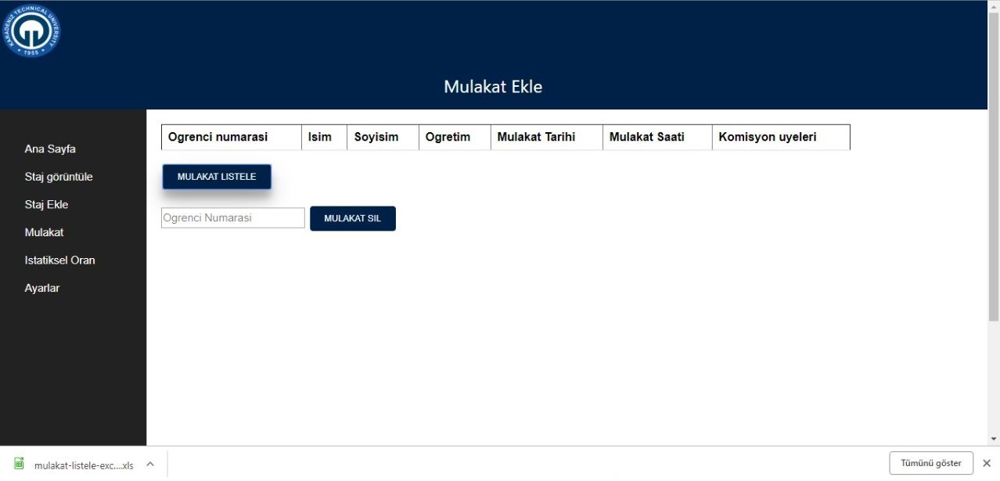 KARADENIZ TECHNICAL UNIVERSITY
1955
Mulakat Ekle
Ana Sayfa
Staj görüntüle
Staj Ekle
Mulakat
Istatiksel Oran
Ayarlar
Ogrenci numarasi Isim Soyisim Ogretim Mulakat Tarihi Mulakat Saati Komisyon uyeleri
MULAKAT LISTELE
Ogrenci Numarasi MULAKAT SIL
mulakat-listele-exc....xls Tümünü göster